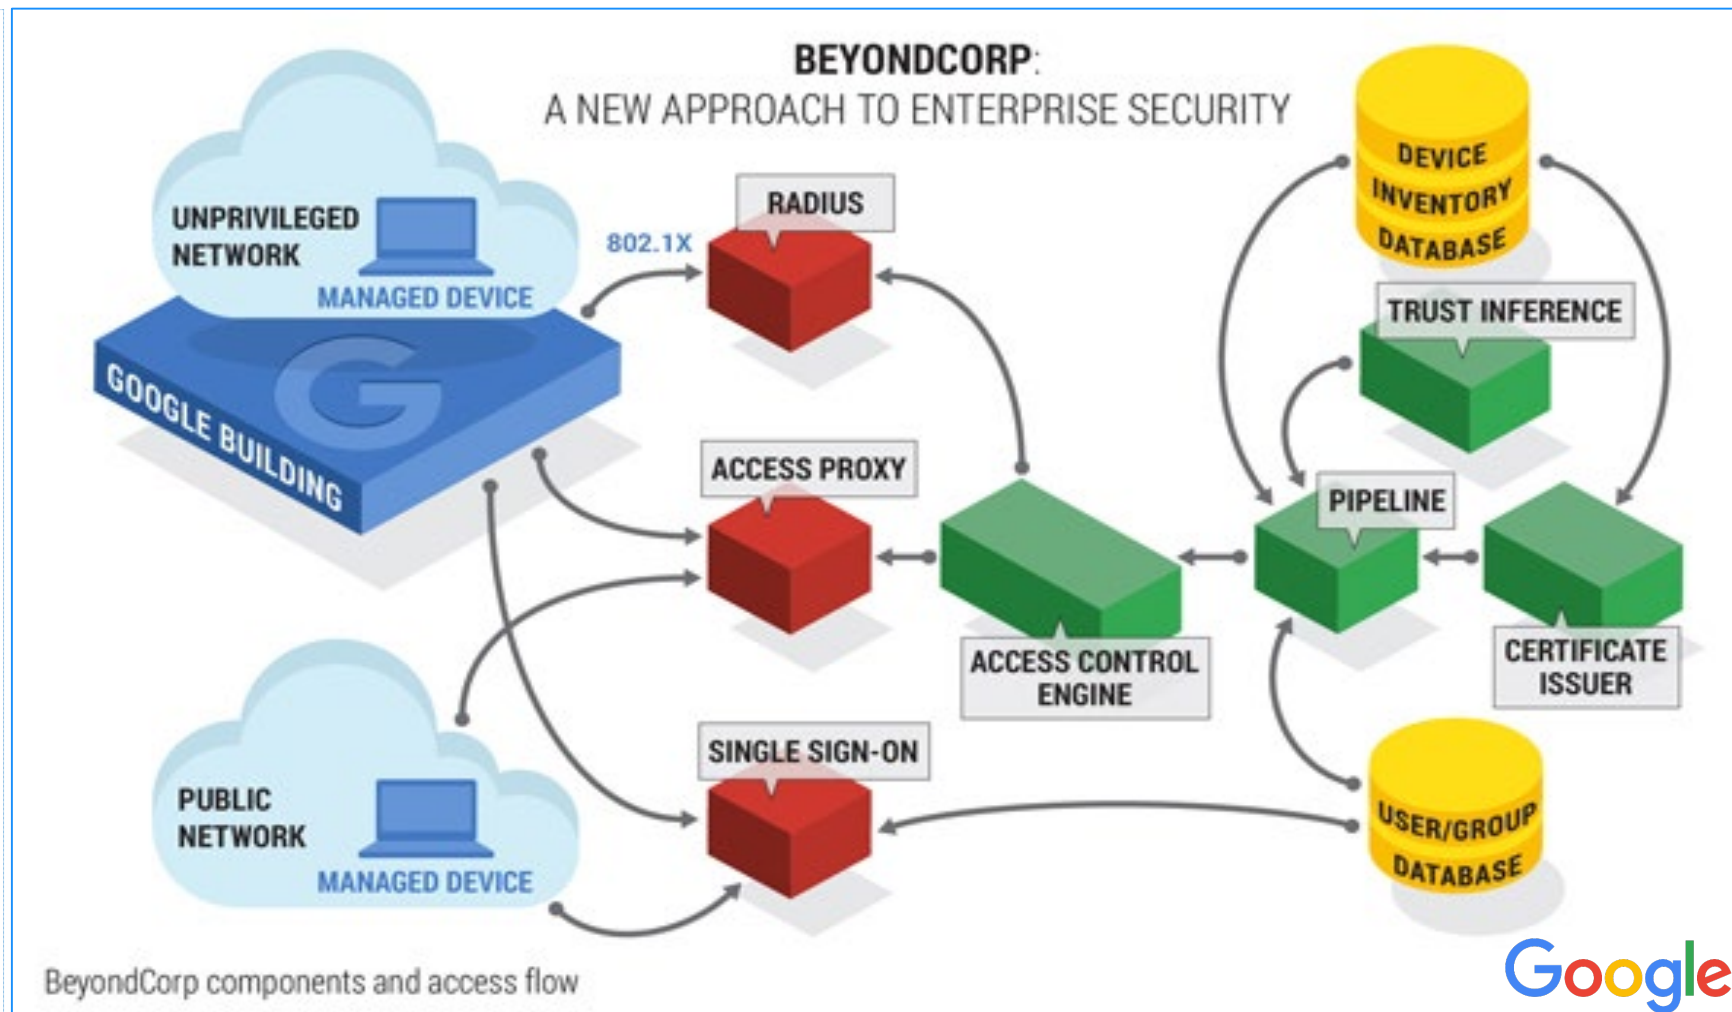 BEYONDCORP:
A NEW APPROACH TO ENTERPRISE SECURITY
UNPRIVILEGED
NETWORK
MANAGED DEVICE
G
GOOGLE BUILDING
802.1X
RADIUS
ACCESS PROXY
SINGLE SIGN-ON
ACCESS CONTROL
ENGINE
DEVICE
INVENTORY
DATABASE
TRUST INFERENCE
PIPELINE
CERTIFICATE
ISSUER
PUBLIC
NETWORK
MANAGED DEVICE
USER/GROUP
DATABASE
BeyondCorp components and access flow
Google